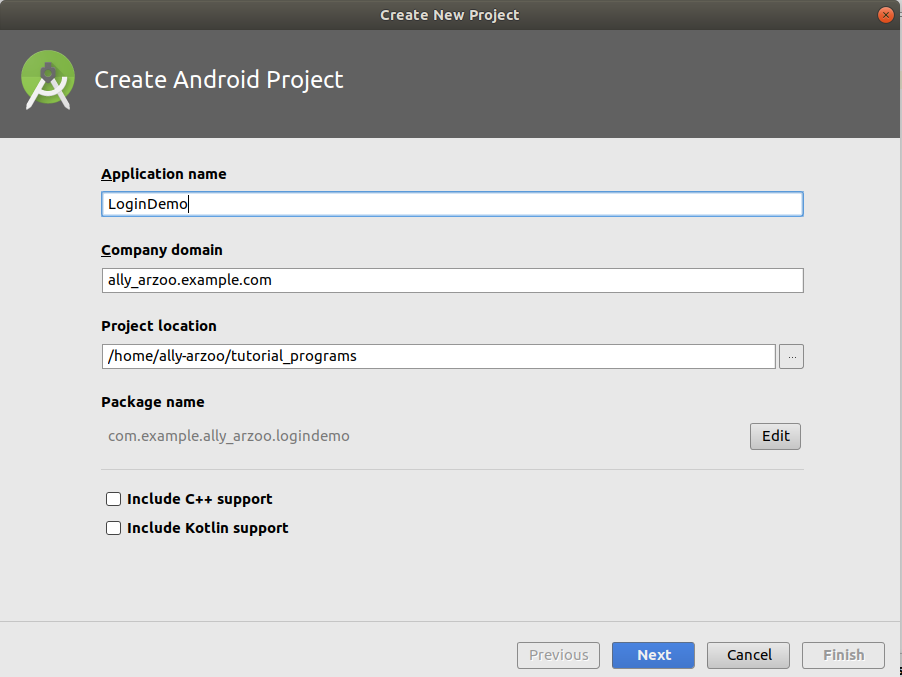 Create New Project
Create Android Project
Application name
LoginDemo
Company domain
ally_arzoo.example.com
Project location
/home/ally-arzoo/tutorial_programs
...
Package name
com.example.ally_arzoo.logindemo
Edit
Include C++ support
Include Kotlin support
Previous Next Cancel Finish